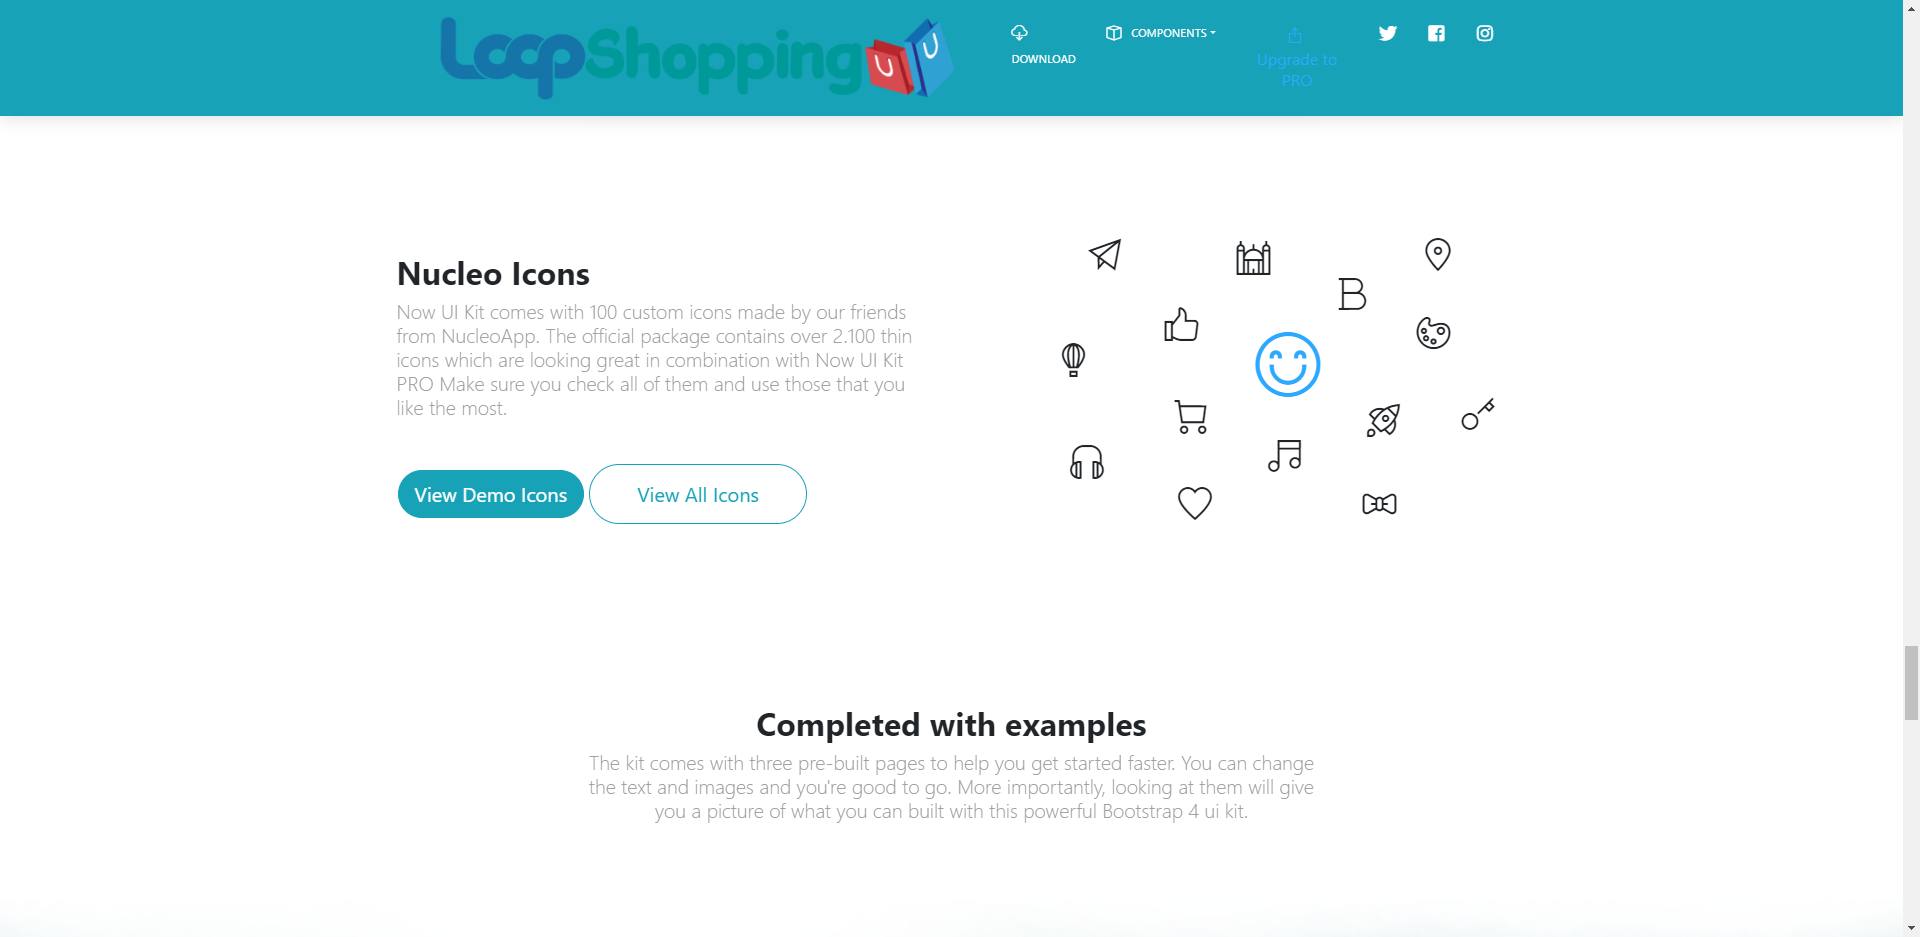 LoopShopping
DOWNLOAD
COMPONENTS
Upgrade to
PRO
Nucleo Icons
Now UI Kit comes with 100 custom icons made by our friends
from NucleoApp. The official package contains over 2.100 thin
icons which are looking great in combination with Now UI Kit
PRO Make sure you check all of them and use those that you
like the most.
View Demo Icons
View All Icons
B
Completed with examples
The kit comes with three pre-built pages to help you get started faster. You can change
the text and images and you're good to go. More importantly, looking at them will give
you a picture of what you can built with this powerful Bootstrap 4 ui kit.